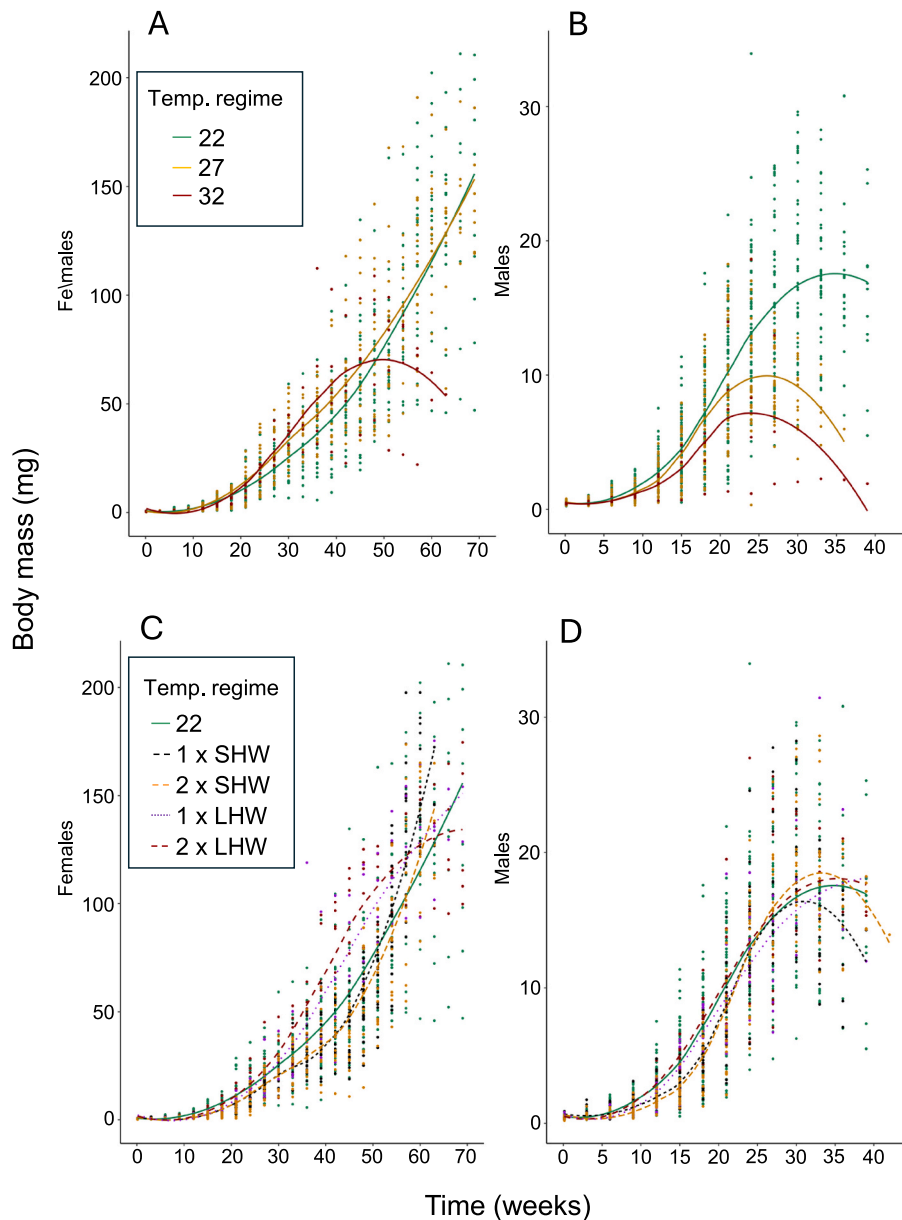 A
B
Temp. regime
22
27
32
200
150
100
50
0
Fe\males
0 10 20 30 40 50 60 70
30
20
10
0
Males
0 5 10 15 20 25 30 35 40
Body mass (mg)
C
D
Temp. regime
22
1 x SHW
2 x SHW
1 x LHW
2 x LHW
200
150
100
50
0
Females
0 10 20 30 40 50 60 70
30
20
10
0
Males
0 5 10 15 20 25 30 35 40
Time (weeks)